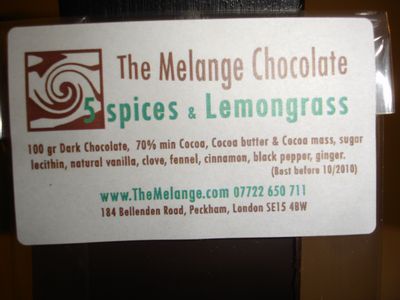 The Melange Chocolate
5 spices & Lemongrass
100 gr Dark Chocolate, 70% min Cocoa, Cocoa butter & Cocoa mass, sugar
lecithin, natural vanilla, clove, fennel, cinnamon, black pepper, ginger.
(Best before 10/2010)
www.TheMelange.com 07722 650 711
184 Bellenden Road, Peckham, London SE15 4BW